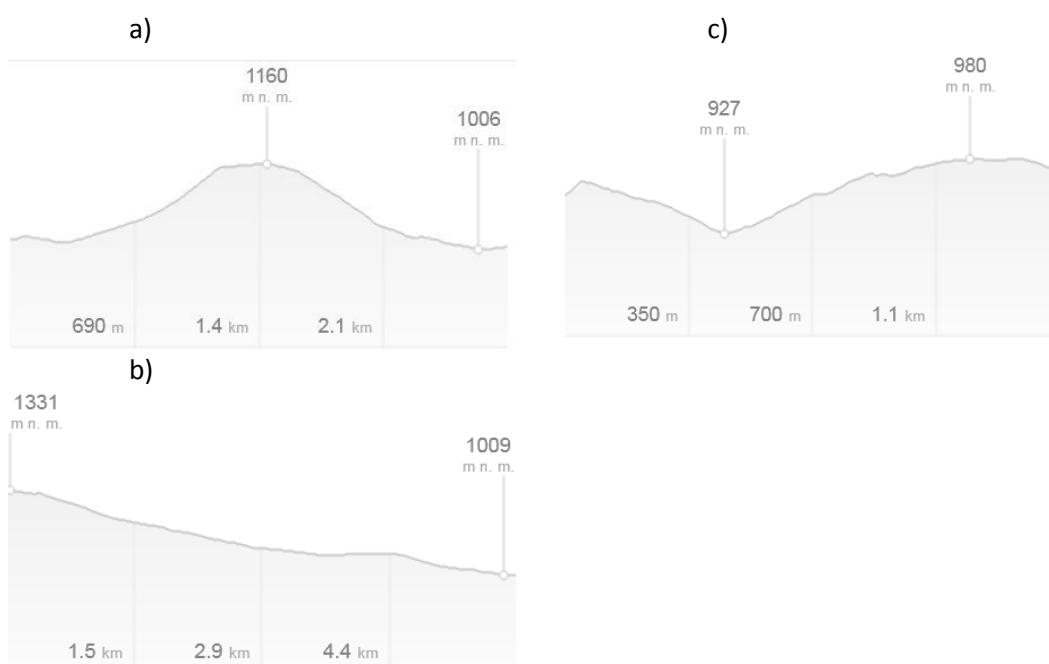 a)
1160
m n. m.
1006
m n. m.
690 m
1.4 km
2.1 km
c)
927
m n. m.
980
m n. m.
350 m
700 m
1.1 km
b)
1331
m n. m.
1009
m n. m.
1.5 km
2.9 km
4.4 km